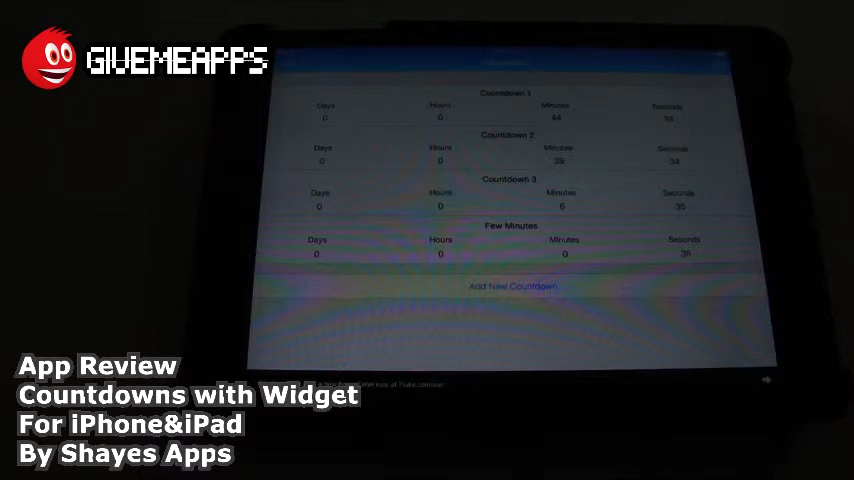 GIVEMEAPPS
Countdown 1
Days Hours Minutes Seconds
0 0 44
Countdown 2
Days Hours Minutes Seconds
0 0 34
Countdown 3
Days Hours Minutes Seconds
0 0 6 35
Few Minutes
Days Hours Minutes Seconds
0 0 0
Add New Countdown
App Review
Countdowns with Widget
For iPhone&iPad
By Shayes Apps